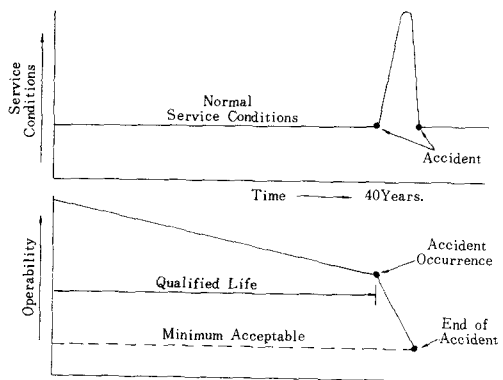 Service
Conditions
Normal
Service Conditions
Accident
Time 40Years.
Operability
Accident
Occurrence
Qualified Life
End of
Accident
Minimum Acceptable